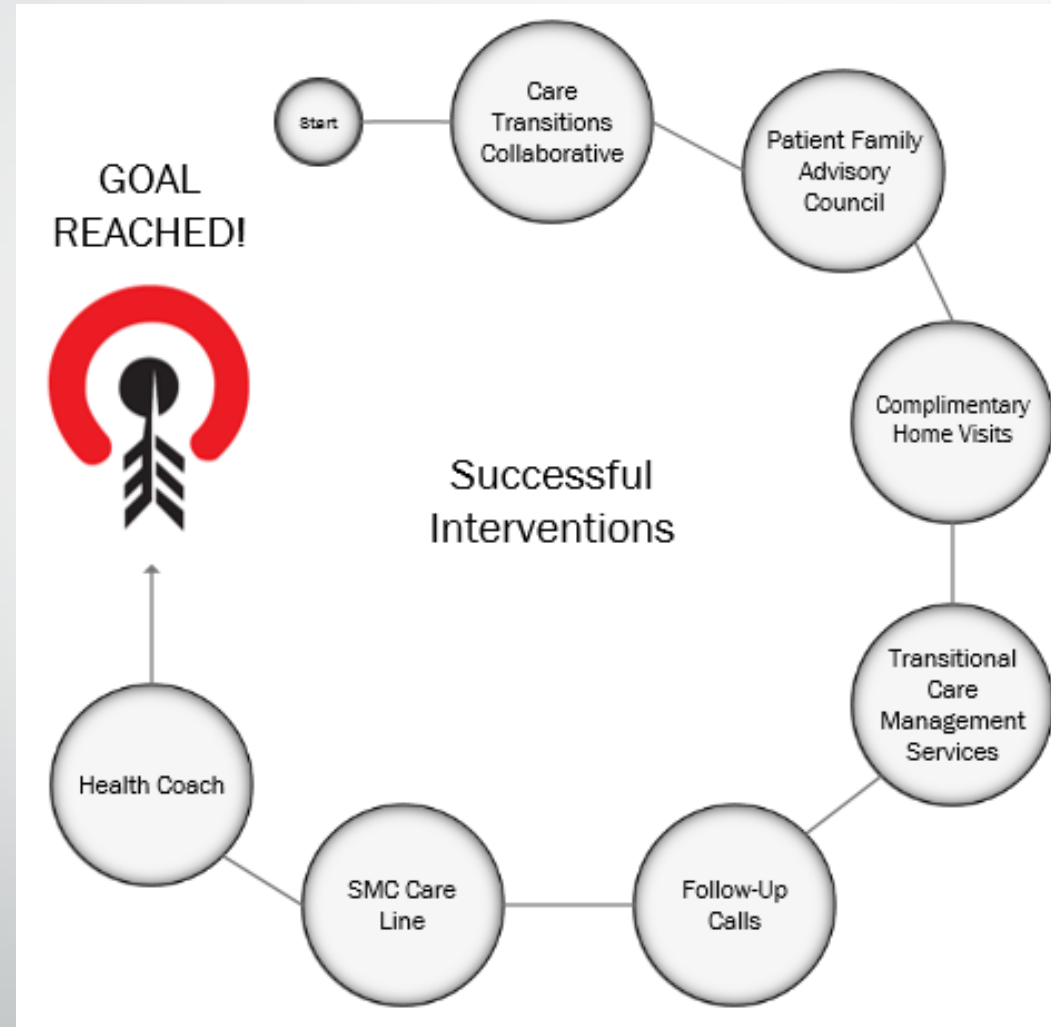 Start
Care
Transitions
Collaborative
Patient Family
Advisory
Council
Complimentary
Home Visits
Transitional
Care
Management
Services
Follow-Up
Calls
SMC Care
Line
Health Coach
GOAL
REACHED!
Successful
Interventions